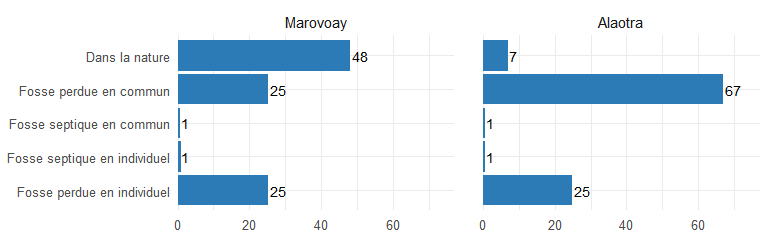 Marovoay Alaotra
Dans la nature 48 7
Fosse perdue en commun 25 67
Fosse septique en commun 1 1
Fosse septique en individuel 1 1
Fosse perdue en individuel 25 25
0 20 40 60 0 20 40 60